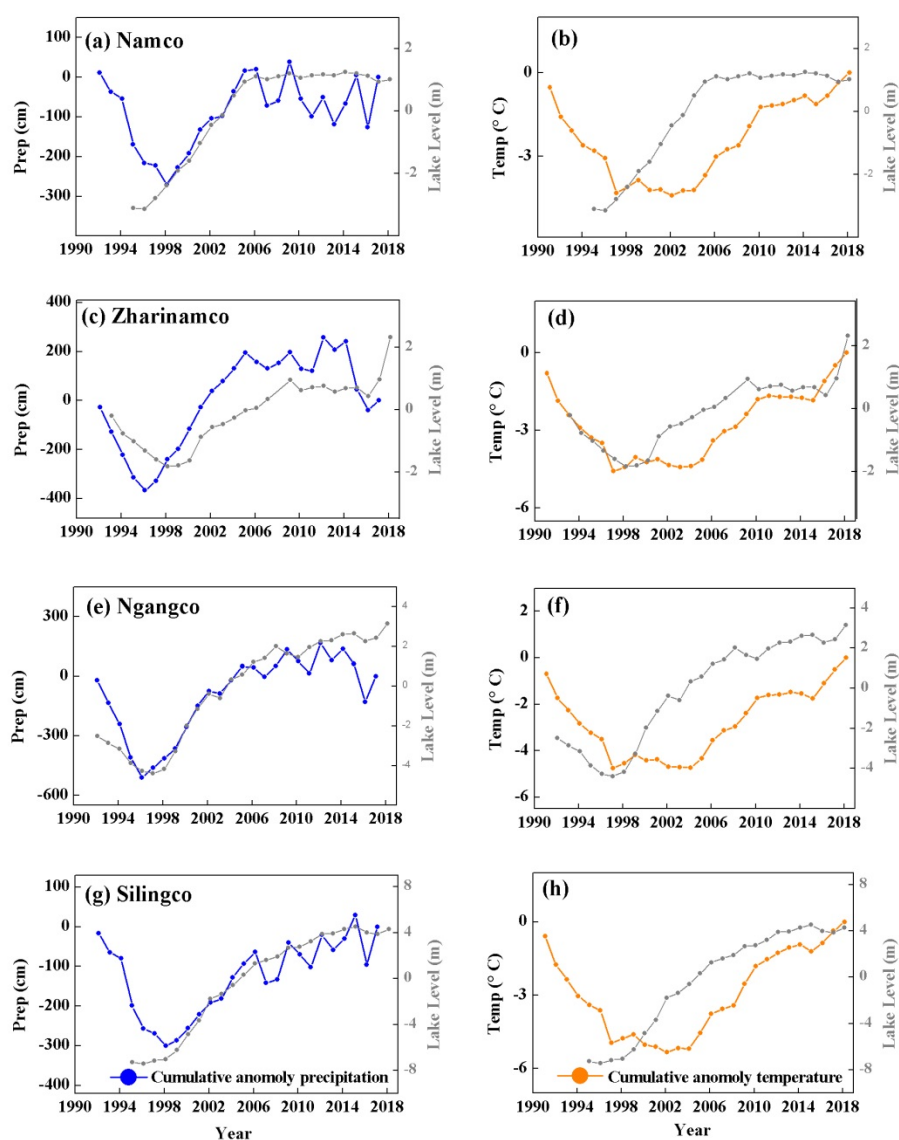 (a) Namco
Prep (cm)
100
0
-100
-200
-300
Lake Level (m)
2
0
-2
1990 1994 1998 2002 2006 2010 2014 2018
(b)
Temp (° C)
0
-3
Lake Level (m)
2
0
-2
1990 1994 1998 2002 2006 2010 2014 2018
(c) Zharinamco
Prep (cm)
400
200
0
-200
-400
Lake Level (m)
2
0
-2
1990 1994 1998 2002 2006 2010 2014 2018
(d)
Temp (° C)
0
-3
-6
Lake Level (m)
2
0
-2
1990 1994 1998 2002 2006 2010 2014 2018
(e) Ngangco
Prep (cm)
300
0
-300
-600
Lake Level (m)
4
2
0
-2
-4
1990 1994 1998 2002 2006 2010 2014 2018
(f)
Temp (° C)
2
0
-2
-4
-6
Lake Level (m)
4
2
0
-2
-4
1990 1994 1998 2002 2006 2010 2014 2018
(g) Silingco
Prep (cm)
100
0
-100
-200
-300
-400
Lake Level (m)
8
4
0
-4
-8
Cumulative anomoly precipitation
1990 1994 1998 2002 2006 2010 2014 2018
Year
(h)
Temp (° C)
0
-3
-6
Lake Level (m)
8
4
0
-4
-8
Cumulative anomoly temperature
1990 1994 1998 2002 2006 2010 2014 2018
Year